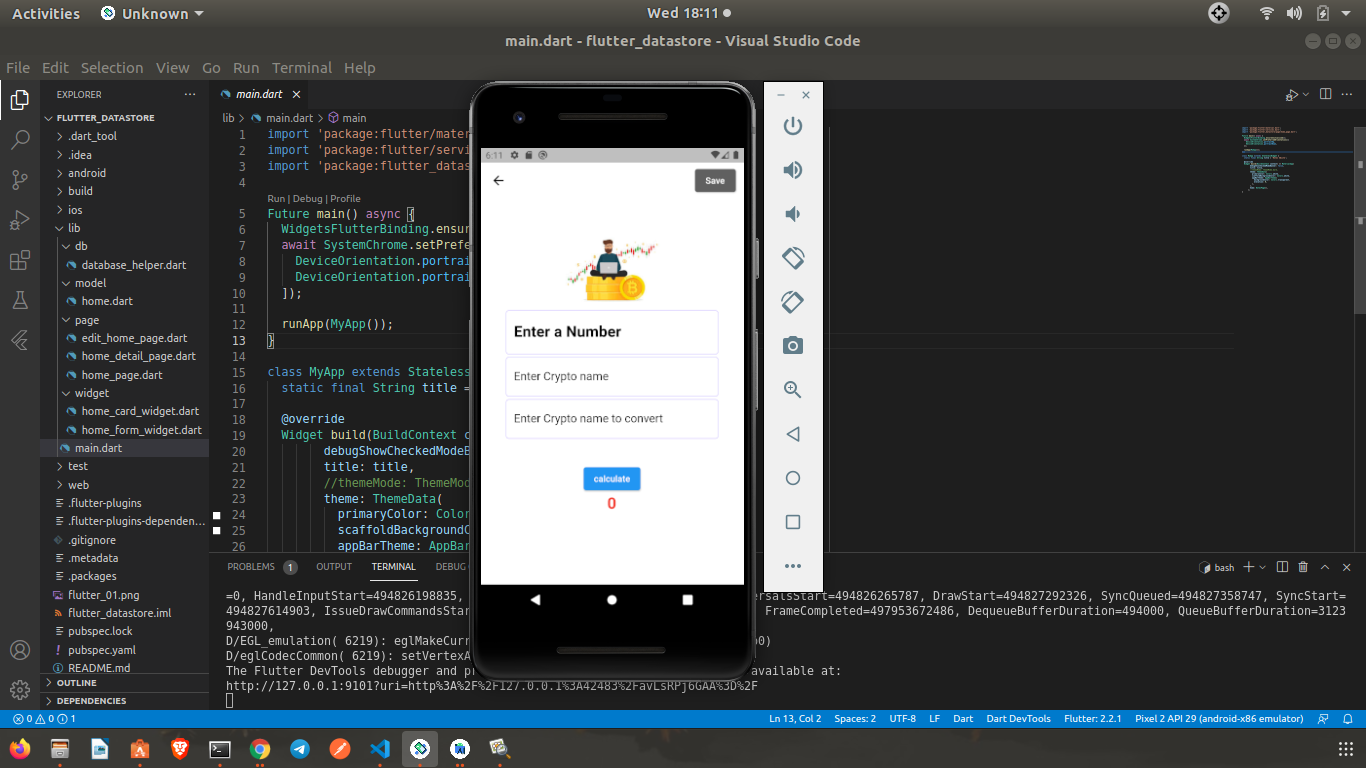 Activities Unknown Wed 18:11
main.dart - flutter_datastore - Visual Studio Code
File Edit Selection View Go Run Terminal Help
EXPLORER
FLUTTER_DATASTORE
.dart_tool
.idea
android
build
ios
lib
db
database_helper.dart
model
home.dart
page
edit_home_page.dart
home_detail_page.dart
home_page.dart
widget
home_card_widget.dart
home_form_widget.dart
main.dart
test
web
.flutter-plugins
.flutter-plugins-dependen...
.gitignore
.metadata
.packages
flutter_01.png
flutter_datastore.iml
pubspec.lock
pubspec.yaml
README.md
OUTLINE
DEPENDENCIES
main.dart
lib > main.dart > main
1 import 'package:flutter/mater
2 import 'package:flutter/servi
3 import 'package:flutter_datas
4
Run | Debug | Profile
5 Future main() async {
6 WidgetsFlutterBinding.ensur
7 await SystemChrome.setPrefe
8 DeviceOrientation.portrai
9 DeviceOrientation.portrai
10 ]);
11
12 runApp(MyApp());
13 }
14
15 class MyApp extends Stateless
16 static final String title =
17
18 @override
19 Widget build(BuildContext c
20 debugShowCheckedModeB
21 title: title,
22 //themeMode: ThemeMod
23 theme: ThemeData(
24 primaryColor: Color
25 scaffoldBackgroundC
26 appBarTheme: AppBar
6:11
Save
Enter a Number
Enter Crypto name
Enter Crypto name to convert
calculate
0
PROBLEMS 1 OUTPUT TERMINAL DEBUG bash
=0, HandleInputStart=494826198835, ersalsStart=494826265787, DrawStart=494827292326, SyncQueued=494827358747, SyncStart=
494827614903, IssueDrawCommandsStar FrameCompleted=497953672486, DequeueBufferDuration=494000, QueueBufferDuration=3123
943000,
D/EGL_emulation( 6219): eglMakeCurr
D/eglCodecCommon( 6219): setVertexA
The Flutter DevTools debugger and pr available at:
http://127.0.0.1:9101?uri=http%3A%2F%2F127.0.0.1%3A42483%2FavLsRPj6GAA%3D%2F
0 0 1 Ln 13, Col 2 Spaces: 2 UTF-8 LF Dart Dart DevTools Flutter: 2.2.1 Pixel 2 API 29 (android-x86 emulator)